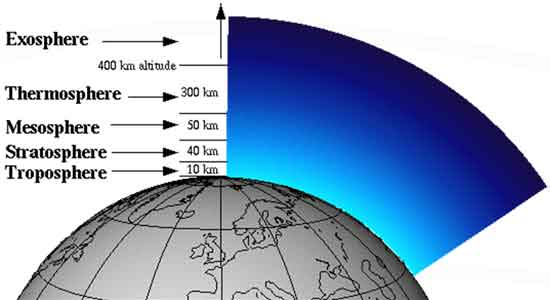 Exosphere
400 km altitude
Thermosphere 300 km
Mesosphere 50 km
Stratosphere 40 km
Troposphere 10 km